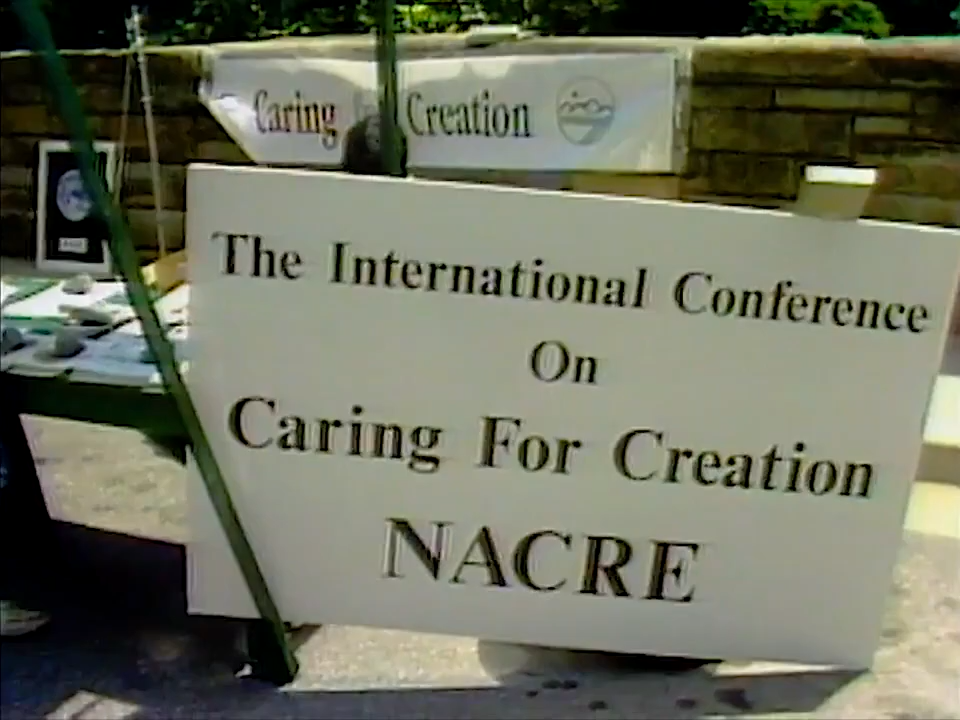 Caring Creation
The International Conference
On
Caring For Creation
NACRE